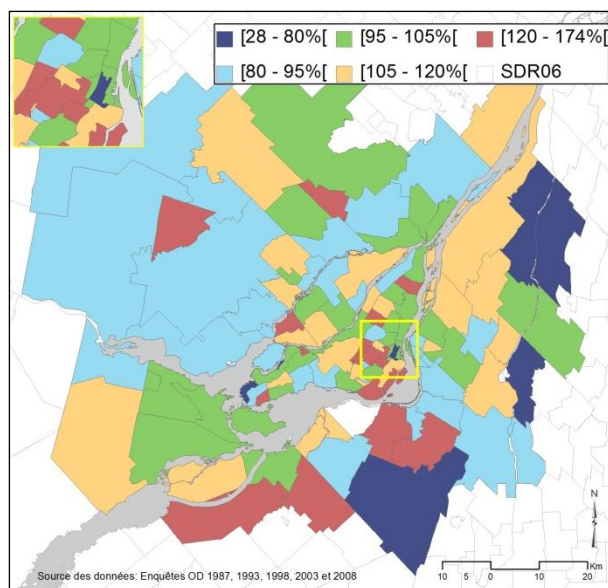 [28 - 80%[ [95 - 105%[ [120 - 174%[
[80 - 95%[ [105 - 120%[ SDR06
N
Km
10 5 0 10 20
Source des données: Enquêtes OD 1987, 1993, 1998, 2003 et 2008